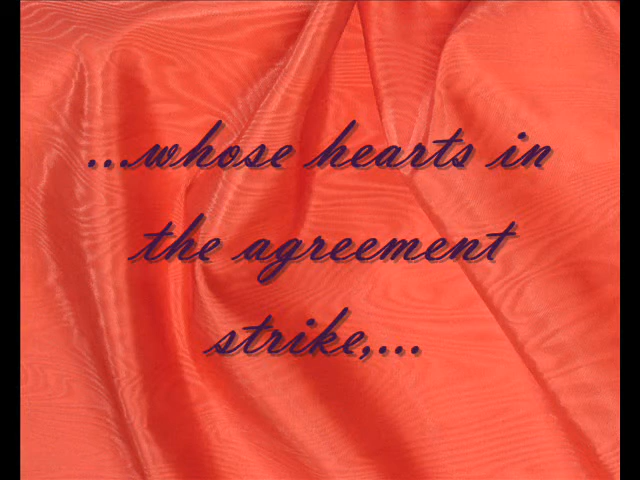 ...whose hearts in
the agreement
strike,...